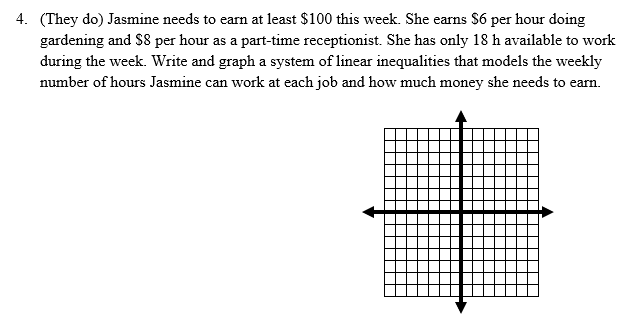 4. (They do) Jasmine needs to earn at least $100 this week. She earns $6 per hour doing
gardening and $8 per hour as a part-time receptionist. She has only 18 h available to work
during the week. Write and graph a system of linear inequalities that models the weekly
number of hours Jasmine can work at each job and how much money she needs to earn.